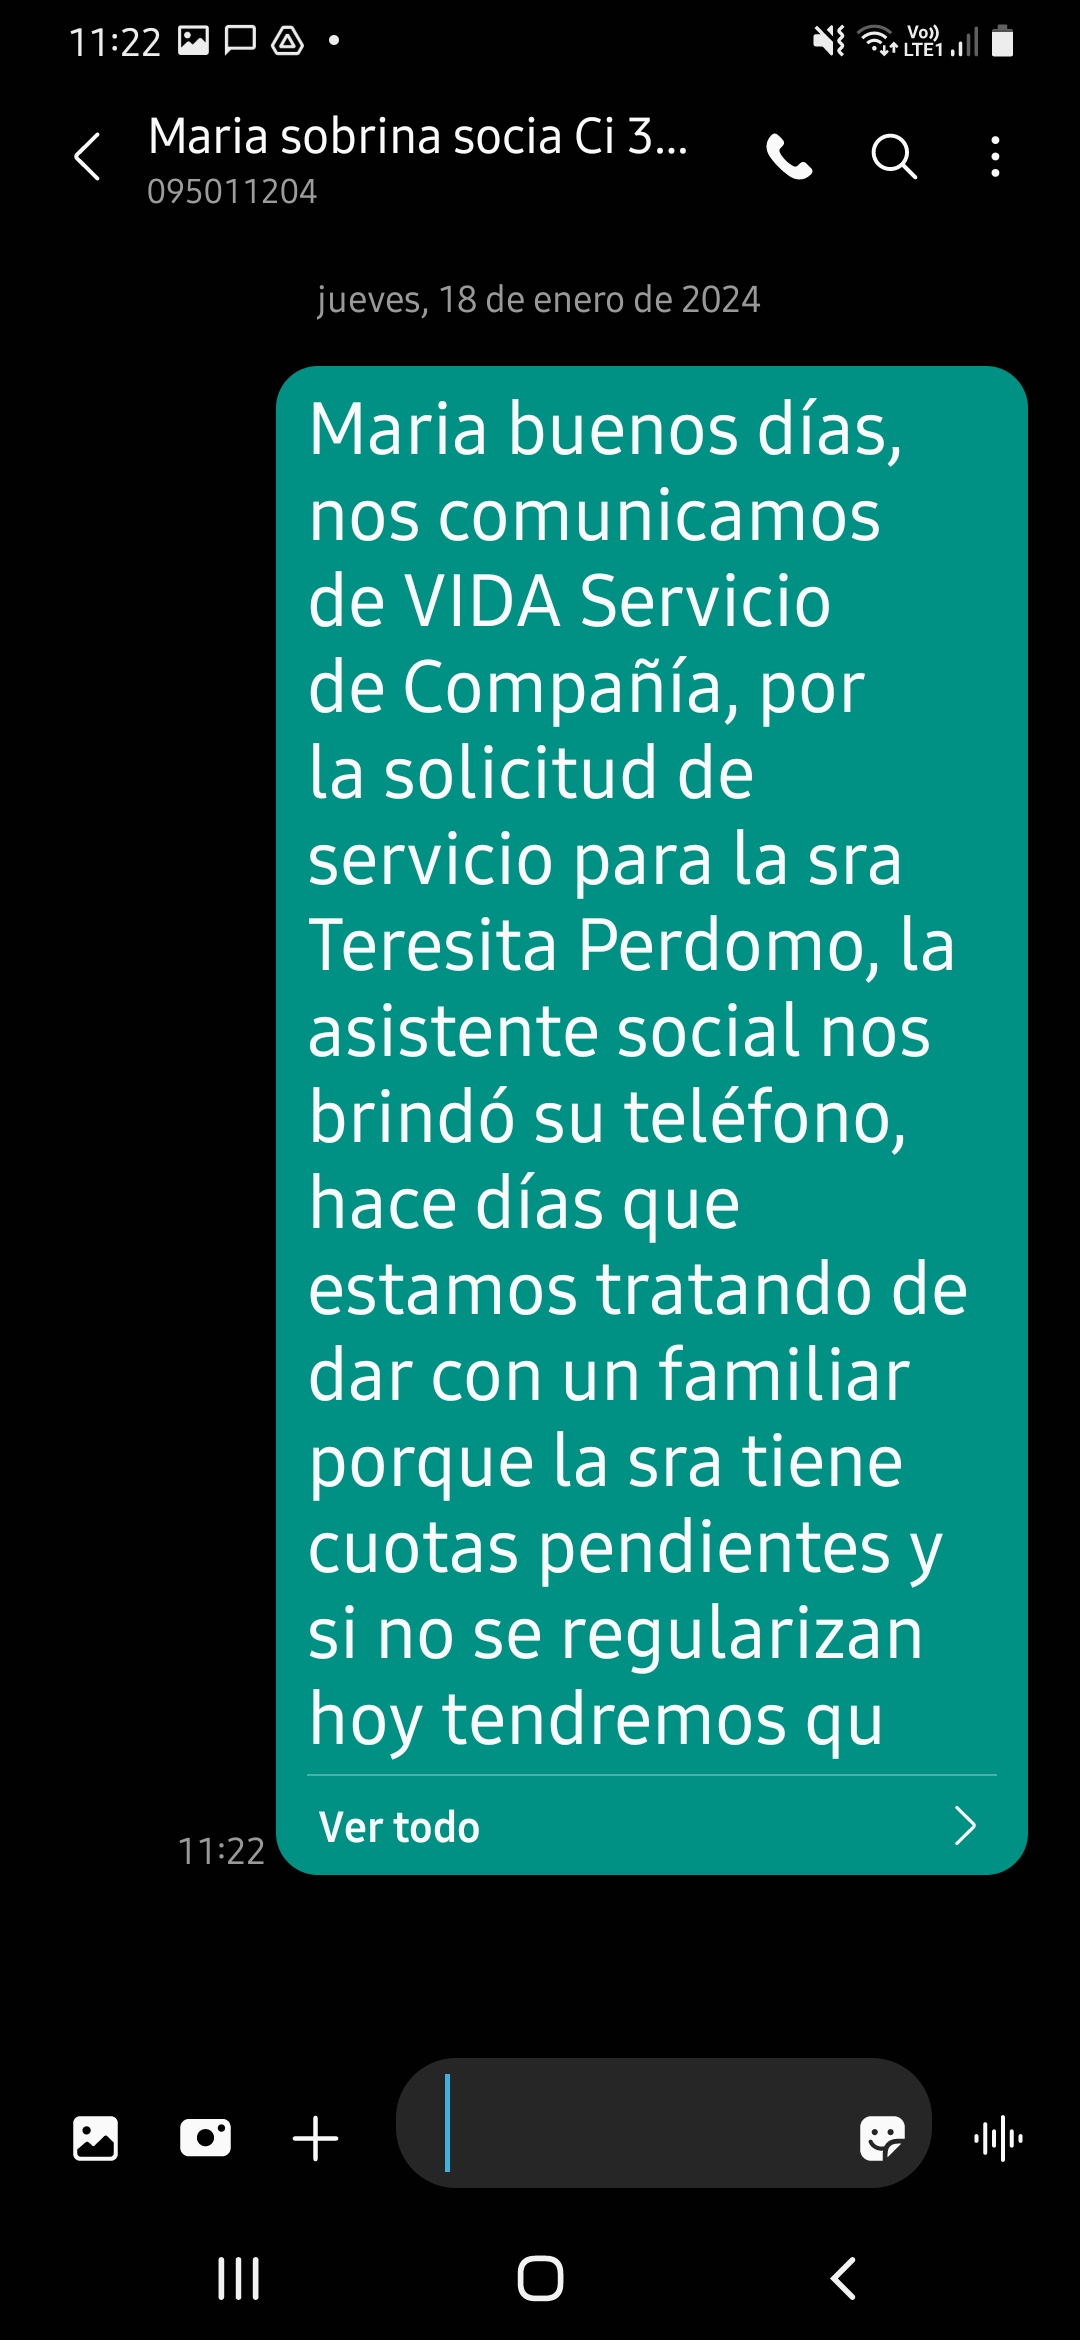 11:22
Vo)) LTE1
Maria sobrina socia Ci 3...
095011204
jueves, 18 de enero de 2024
Maria buenos días,
nos comunicamos
de VIDA Servicio
de Compañía, por
la solicitud de
servicio para la sra
Teresita Perdomo, la
asistente social nos
brindó su teléfono,
hace días que
estamos tratando de
dar con un familiar
porque la sra tiene
cuotas pendientes y
si no se regularizan
hoy tendremos qu
Ver todo
11:22